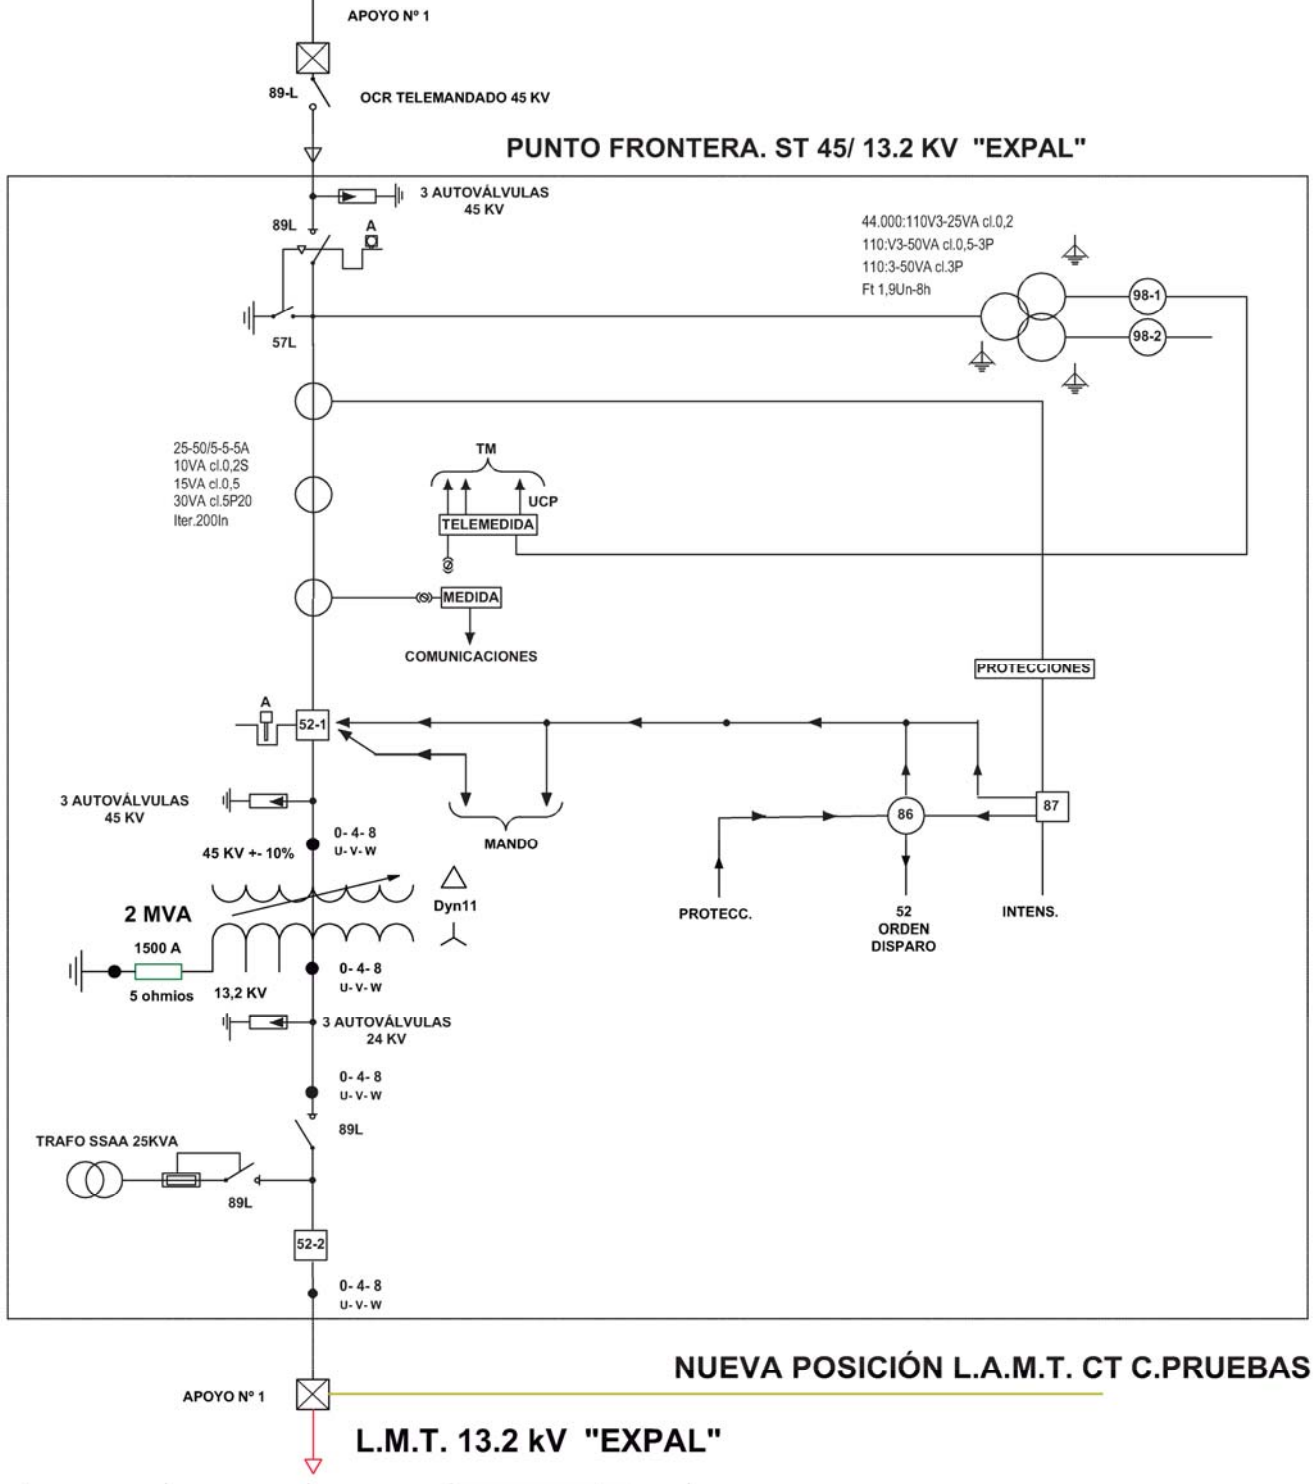 APOYO Nº 1
89-L
OCR TELEMANDADO 45 KV
PUNTO FRONTERA. ST 45/ 13.2 KV "EXPAL"
3 AUTOVÁLVULAS
45 KV
89L
A
44.000:110V3-25VA cl.0,2
110:V3-50VA cl.0,5-3P
110:3-50VA cl.3P
Ft 1,9Un-8h
98-1
98-2
57L
25-50/5-5-5A
10VA cl.0,2S
15VA cl.0,5
30VA cl.5P20
Iter.200In
TM
UCP
TELEMEDIDA
MEDIDA
COMUNICACIONES
PROTECCIONES
A
52-1
3 AUTOVÁLVULAS
45 KV
0- 4- 8
U- V- W
MANDO
86
87
45 KV +- 10%
2 MVA
Dyn11
PROTECC.
52
ORDEN
DISPARO
INTENS.
1500 A
5 ohmios
13,2 KV
0- 4- 8
U- V- W
3 AUTOVÁLVULAS
24 KV
0- 4- 8
U- V- W
89L
TRAFO SSAA 25KVA
89L
52-2
0- 4- 8
U- V- W
NUEVA POSICIÓN L.A.M.T. CT C.PRUEBAS
APOYO Nº 1
L.M.T. 13.2 kV "EXPAL"